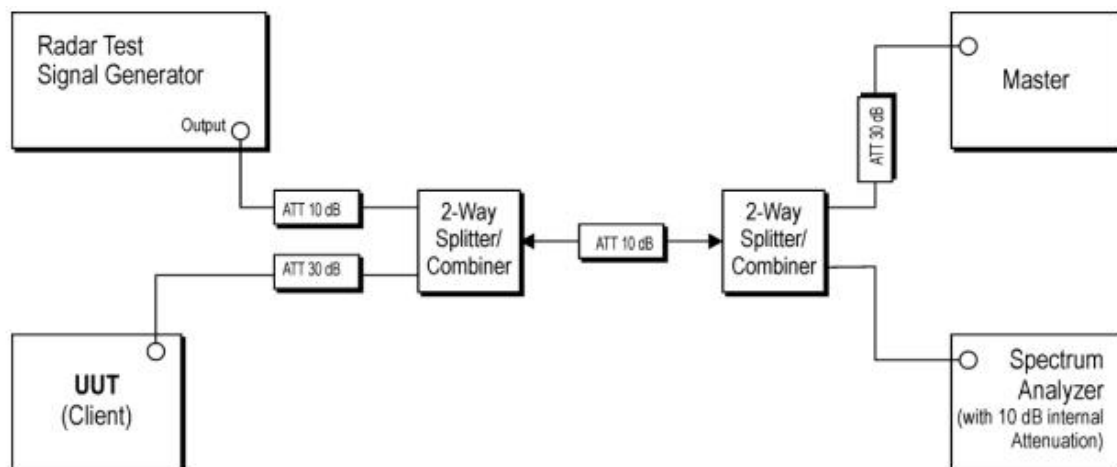 Radar Test
Signal Generator
Output
ATT 10 dB
ATT 30 dB
UUT
(Client)
2-Way
Splitter/
Combiner
ATT 10 dB
2-Way
Splitter/
Combiner
ATT 30 dB
Master
Spectrum
Analyzer
(with 10 dB internal
Attenuation)